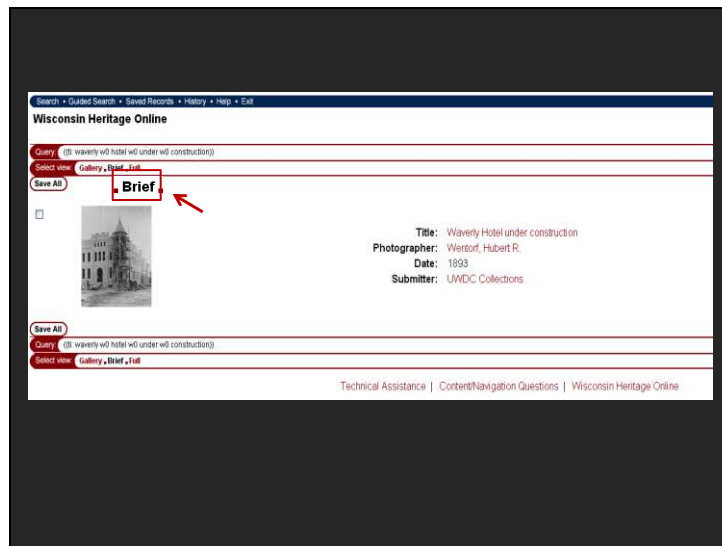 Search • Guided Search • Saved Records • History • Help • Exit
Wisconsin Heritage Online
Query: ((ti: waverly w0 hotel w0 under w0 construction))
Select view: Gallery Brief Full
Save All
Brief
Title: Waverly Hotel under construction
Photographer: Wentorf, Hubert R.
Date: 1893
Submitter: UWDC Collections
Save All
Query: ((ti: waverly w0 hotel w0 under w0 construction))
Select view: Gallery Brief Full
Technical Assistance | Content/Navigation Questions | Wisconsin Heritage Online